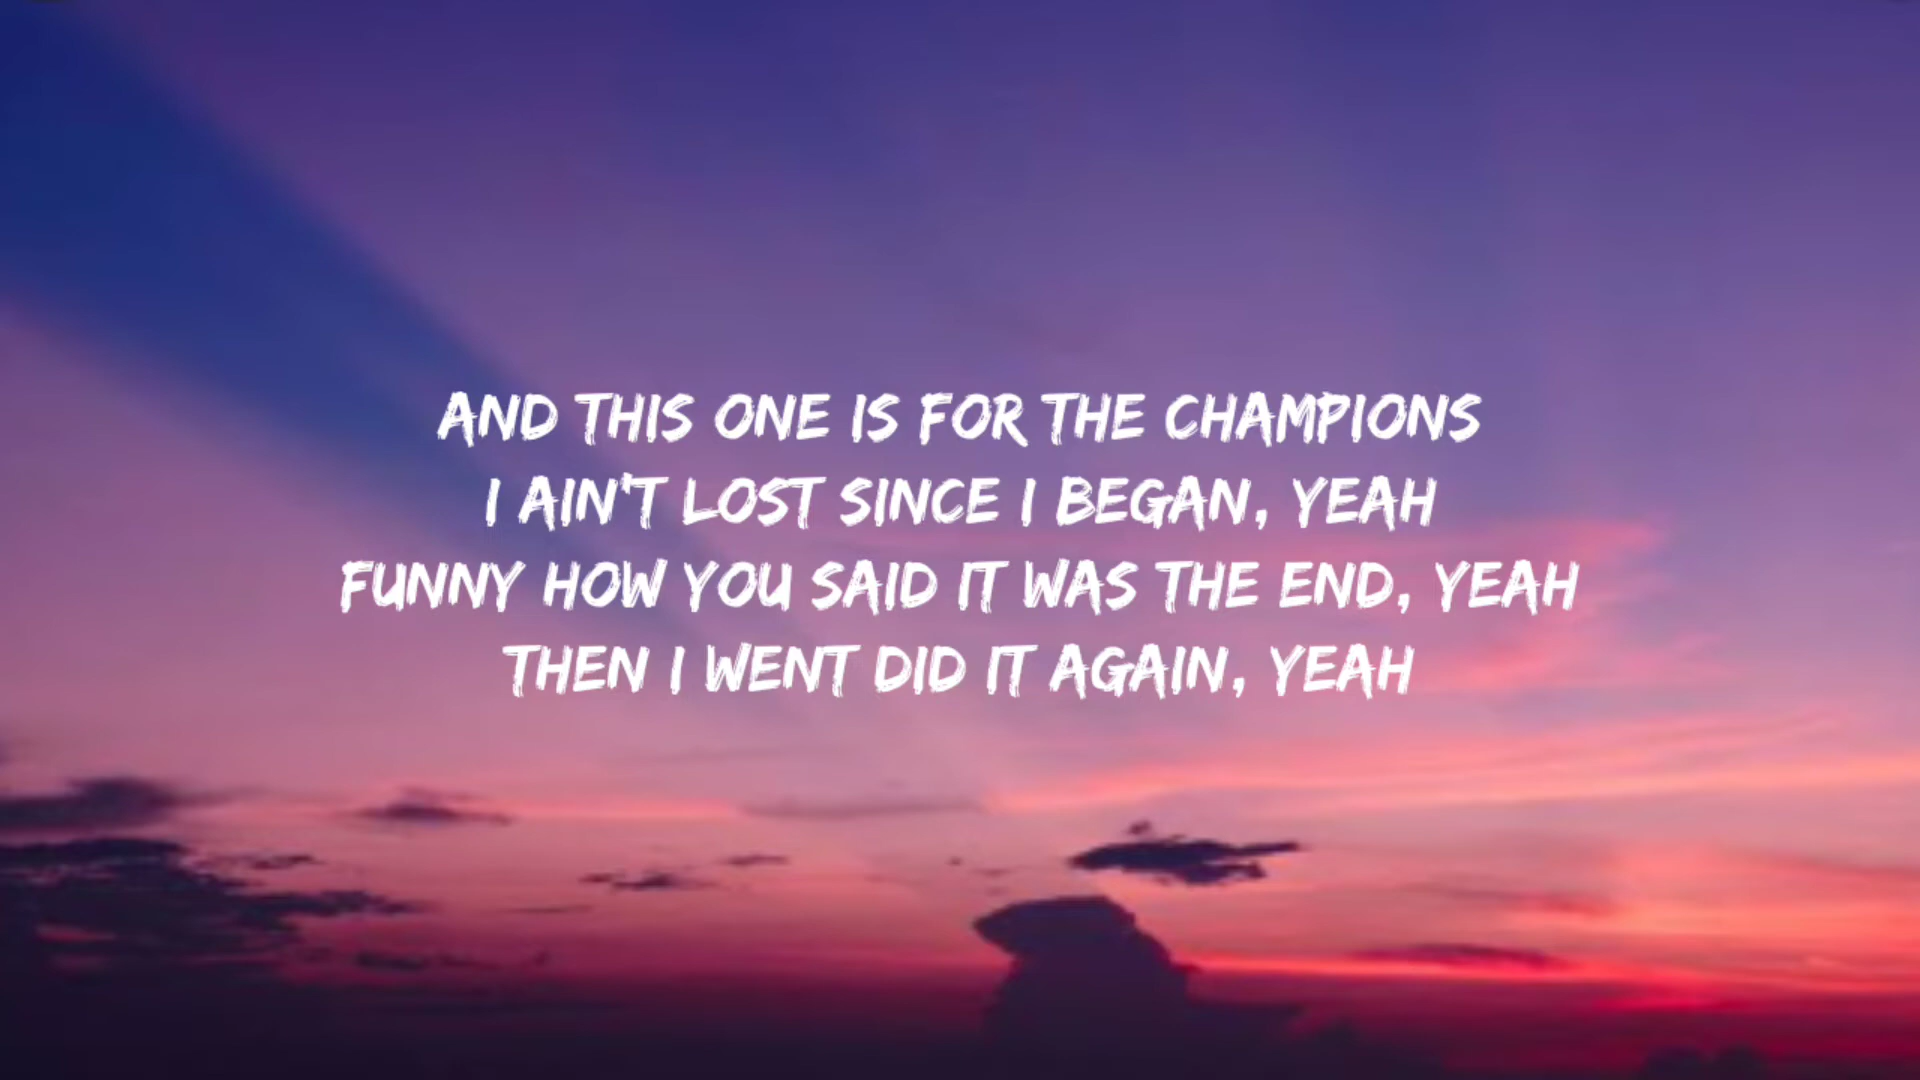 AND THIS ONE IS FOR THE CHAMPIONS
I AIN'T LOST SINCE I BEGAN, YEAH
FUNNY HOW YOU SAID IT WAS THE END, YEAH
THEN I WENT DID IT AGAIN, YEAH